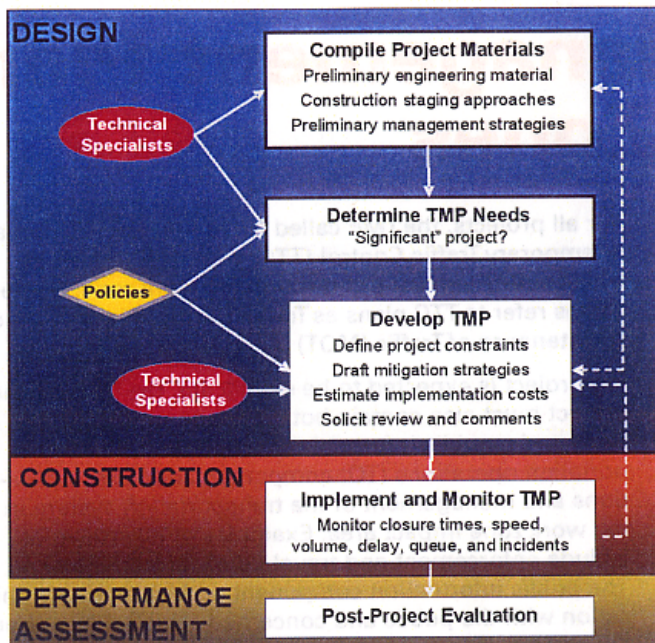 DESIGN
Compile Project Materials
Preliminary engineering material
Construction staging approaches
Preliminary management strategies
Technical
Specialists
Determine TMP Needs
"Significant" project?
Policies
Develop TMP
Define project constraints
Draft mitigation strategies
Estimate implementation costs
Solicit review and comments
Technical
Specialists
CONSTRUCTION
Implement and Monitor TMP
Monitor closure times, speed,
volume, delay, queue, and incidents
PERFORMANCE
ASSESSMENT
Post-Project Evaluation